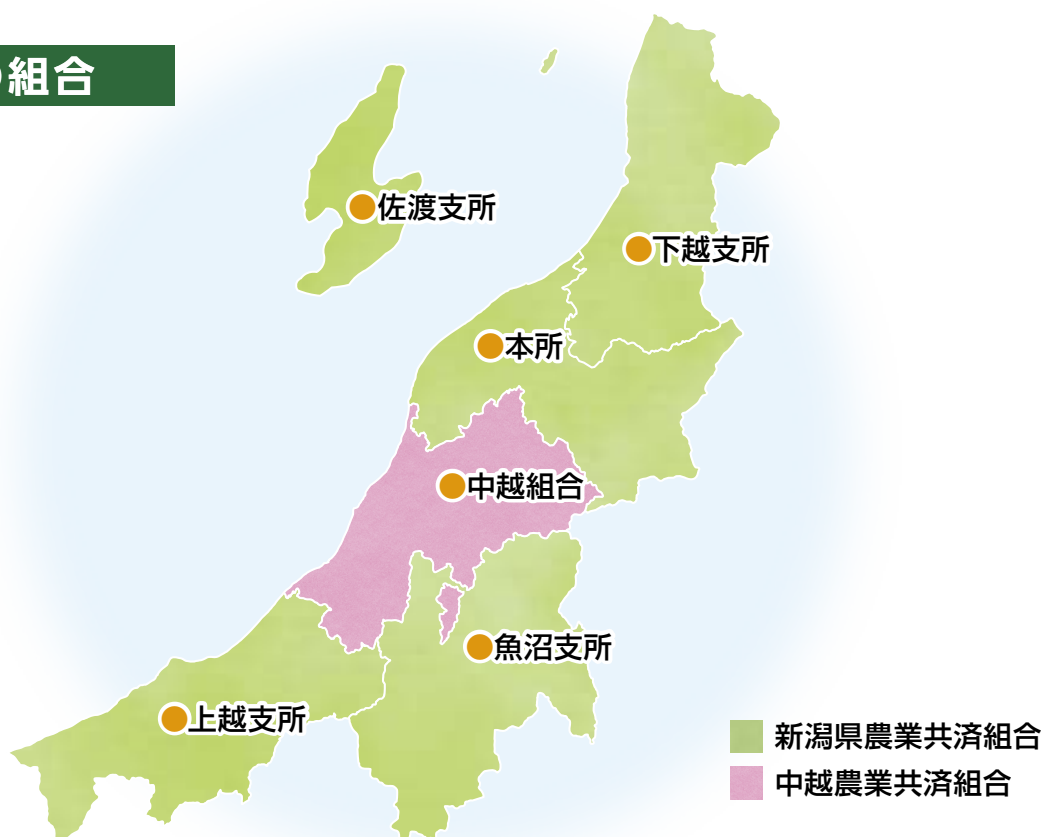 組合
佐渡支所
下越支所
本所
中越組合
魚沼支所
上越支所
新潟県農業共済組合
中越農業共済組合